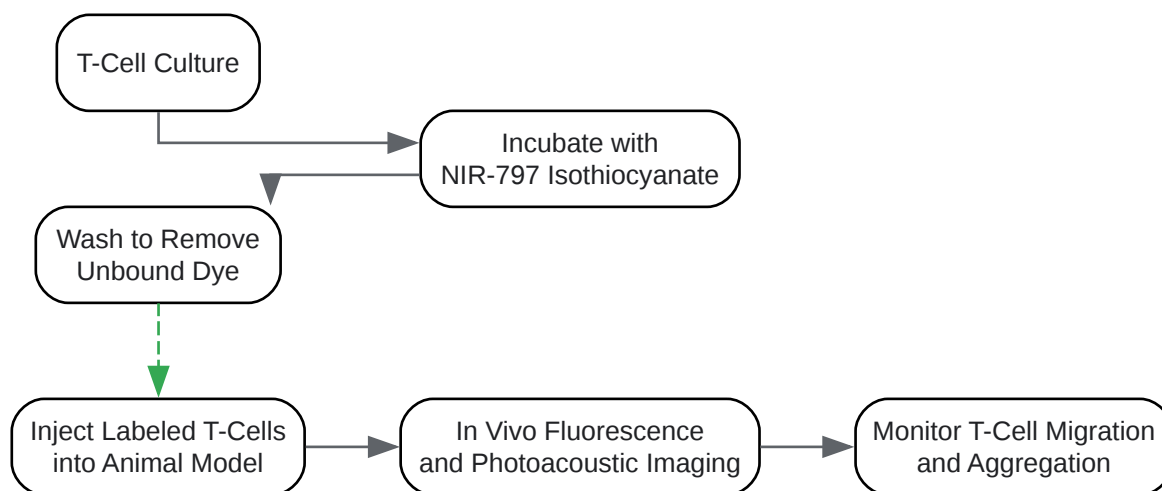 T-Cell Culture
Incubate with
NIR-797 Isothiocyanate
Wash to Remove
Unbound Dye
Inject Labeled T-Cells
into Animal Model
In Vivo Fluorescence
and Photoacoustic Imaging
Monitor T-Cell Migration
and Aggregation